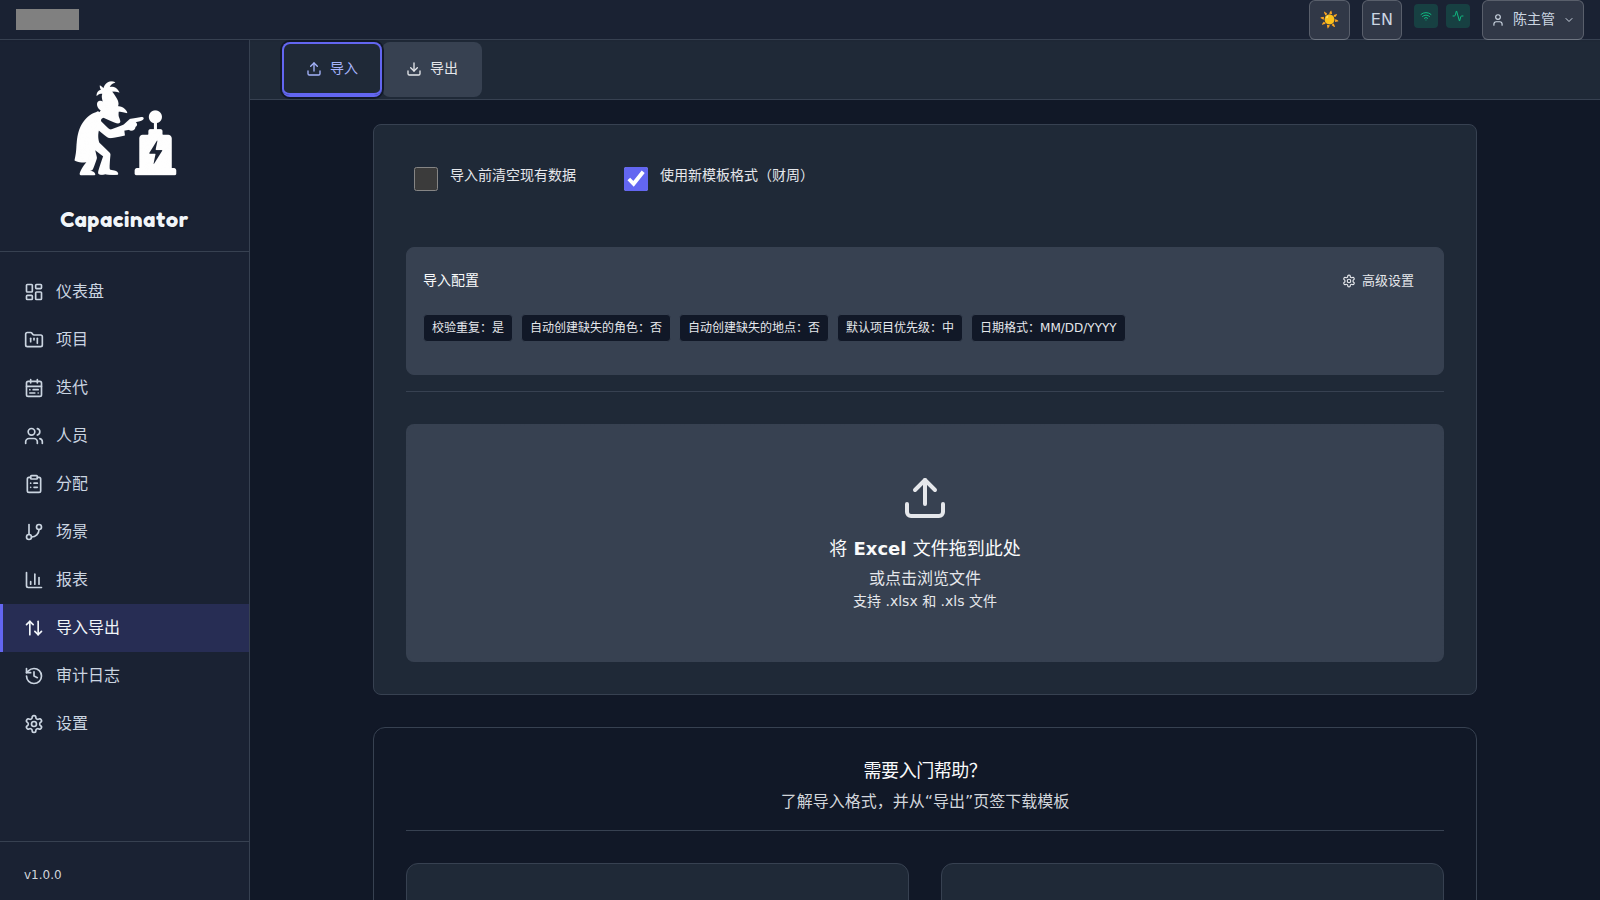 EN
陈主管
Capacinator
仪表盘
项目
迭代
人员
分配
场景
报表
导入导出
审计日志
设置
v1.0.0
导入
导出
导入前清空现有数据
使用新模板格式（财周）
导入配置
高级设置
校验重复：是
自动创建缺失的角色：否
自动创建缺失的地点：否
默认项目优先级：中
日期格式：MM/DD/YYYY
将 Excel 文件拖到此处
或点击浏览文件
支持 .xlsx 和 .xls 文件
需要入门帮助？
了解导入格式，并从“导出”页签下载模板